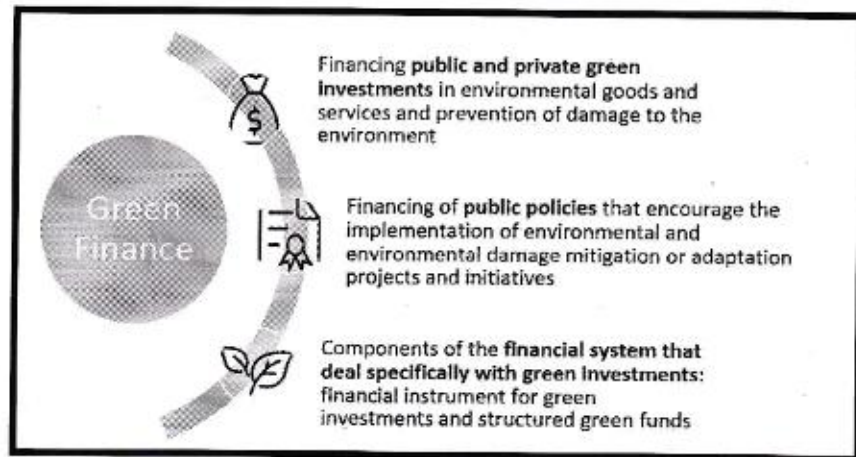 Green
Finance
Financing public and private green
investments in environmental goods and
services and prevention of damage to the
environment
Financing of public policies that encourage the
implementation of environmental and
environmental damage mitigation or adaptation
projects and initiatives
Components of the financial system that
deal specifically with green investments:
financial instrument for green
investments and structured green funds
$